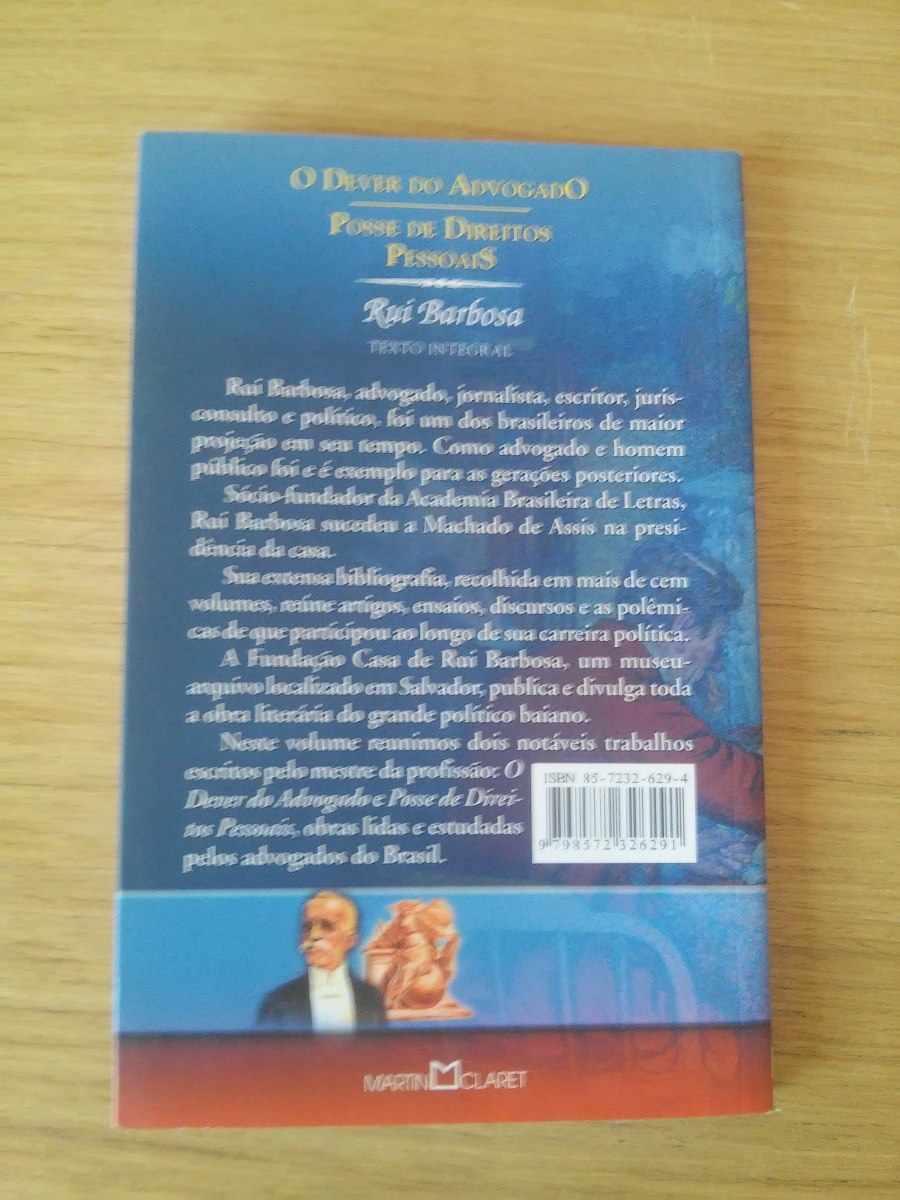 O DEVER DO ADVOGADO
POSSE DE DIREITOS
PESSOAIS
Rui Barbosa
TEXTO INTEGRAL
Rui Barbosa, advogado, jornalista, escritor, juris-
consulto e político, foi um dos brasileiros de maior
projeção em seu tempo. Como advogado e homem
público foi e é exemplo para as gerações posteriores.
Sócio-fundador da Academia Brasileira de Letras,
Rui Barbosa sucedeu a Machado de Assis na presi-
dência da casa.
Sua extensa bibliografia, recolhida em mais de cem
volumes, reúne artigos, ensaios, discursos e as polêmi-
cas de que participou ao longo de sua carreira política.
A Fundação Casa de Rui Barbosa, um museu-
arquivo localizado em Salvador, publica e divulga toda
a obra literária do grande político baiano.
Neste volume reunimos dois notáveis trabalhos
escritos pelo mestre da profissão: O
Dever do Advogado e Posse de Direi-
tos Pessoais, obras lidas e estudadas
pelos advogados do Brasil.
ISBN 85-7232-629-4
9 798572 326291
MARTIN CLARET